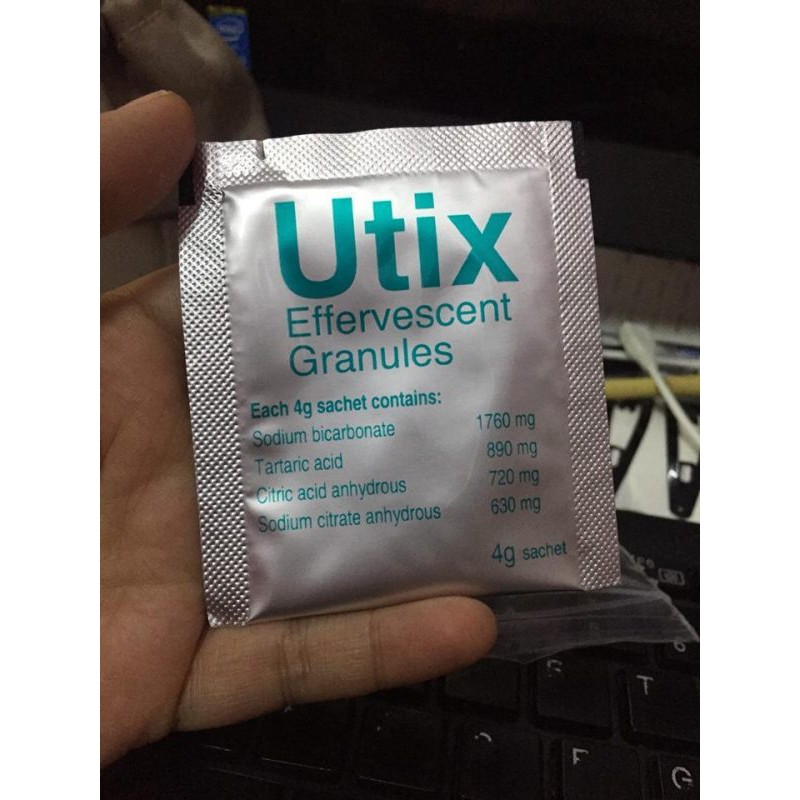 Utix
Effervescent
Granules
Each 4g sachet contains:
Sodium bicarbonate 1760 mg
Tartaric acid 890 mg
Citric acid anhydrous 720 mg
Sodium citrate anhydrous 630 mg
4g sachet
intel
T
F
G